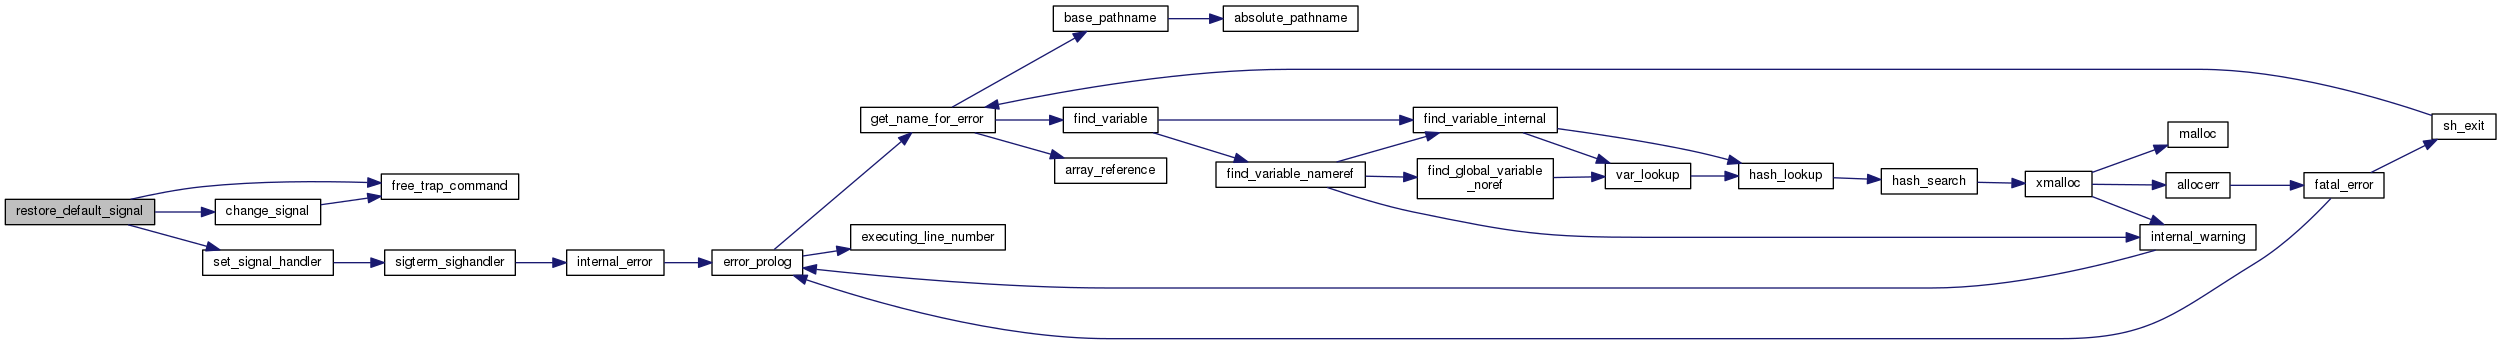 restore_default_signal
free_trap_command
change_signal
set_signal_handler
sigterm_sighandler
internal_error
error_prolog
get_name_for_error
executing_line_number
base_pathname
absolute_pathname
find_variable
array_reference
find_variable_internal
find_variable_nameref
find_global_variable
_noref
var_lookup
hash_lookup
hash_search
xmalloc
malloc
allocerr
internal_warning
fatal_error
sh_exit